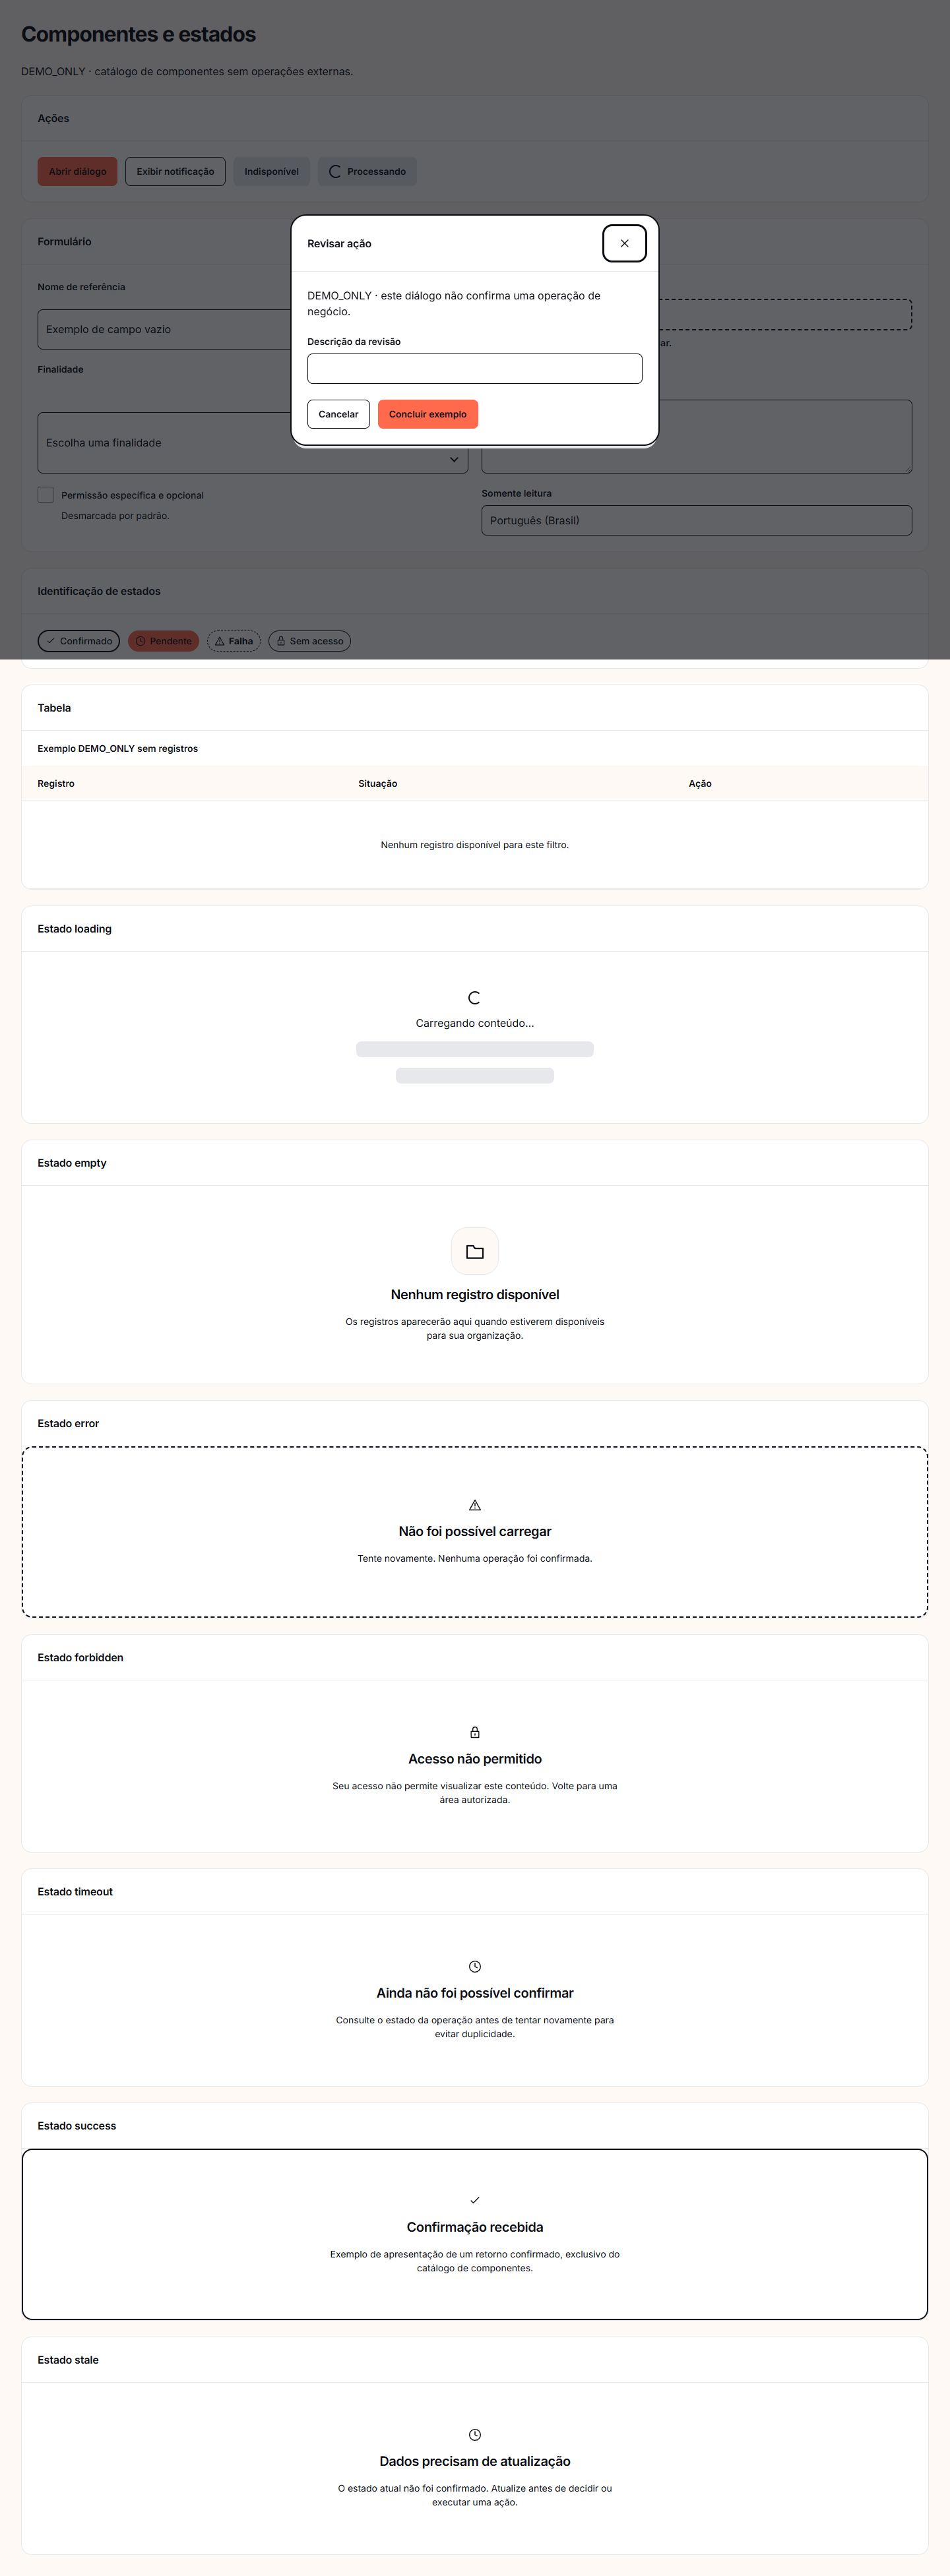 Componentes e estados
DEMO_ONLY · catálogo de componentes sem operações externas.
Ações
Abrir diálogo
Exibir notificação
Indisponível
Processando
Formulário
Nome de referência
Exemplo de campo vazio
ar.
Finalidade
Escolha uma finalidade
Permissão específica e opcional
Desmarcada por padrão.
Somente leitura
Português (Brasil)
Revisar ação
DEMO_ONLY · este diálogo não confirma uma operação de
negócio.
Descrição da revisão
Cancelar
Concluir exemplo
Identificação de estados
Confirmado
Pendente
Falha
Sem acesso
Tabela
Exemplo DEMO_ONLY sem registros
Registro
Situação
Ação
Nenhum registro disponível para este filtro.
Estado loading
Carregando conteúdo…
Estado empty
Nenhum registro disponível
Os registros aparecerão aqui quando estiverem disponíveis
para sua organização.
Estado error
Não foi possível carregar
Tente novamente. Nenhuma operação foi confirmada.
Estado forbidden
Acesso não permitido
Seu acesso não permite visualizar este conteúdo. Volte para uma
área autorizada.
Estado timeout
Ainda não foi possível confirmar
Consulte o estado da operação antes de tentar novamente para
evitar duplicidade.
Estado success
Confirmação recebida
Exemplo de apresentação de um retorno confirmado, exclusivo do
catálogo de componentes.
Estado stale
Dados precisam de atualização
O estado atual não foi confirmado. Atualize antes de decidir ou
executar uma ação.